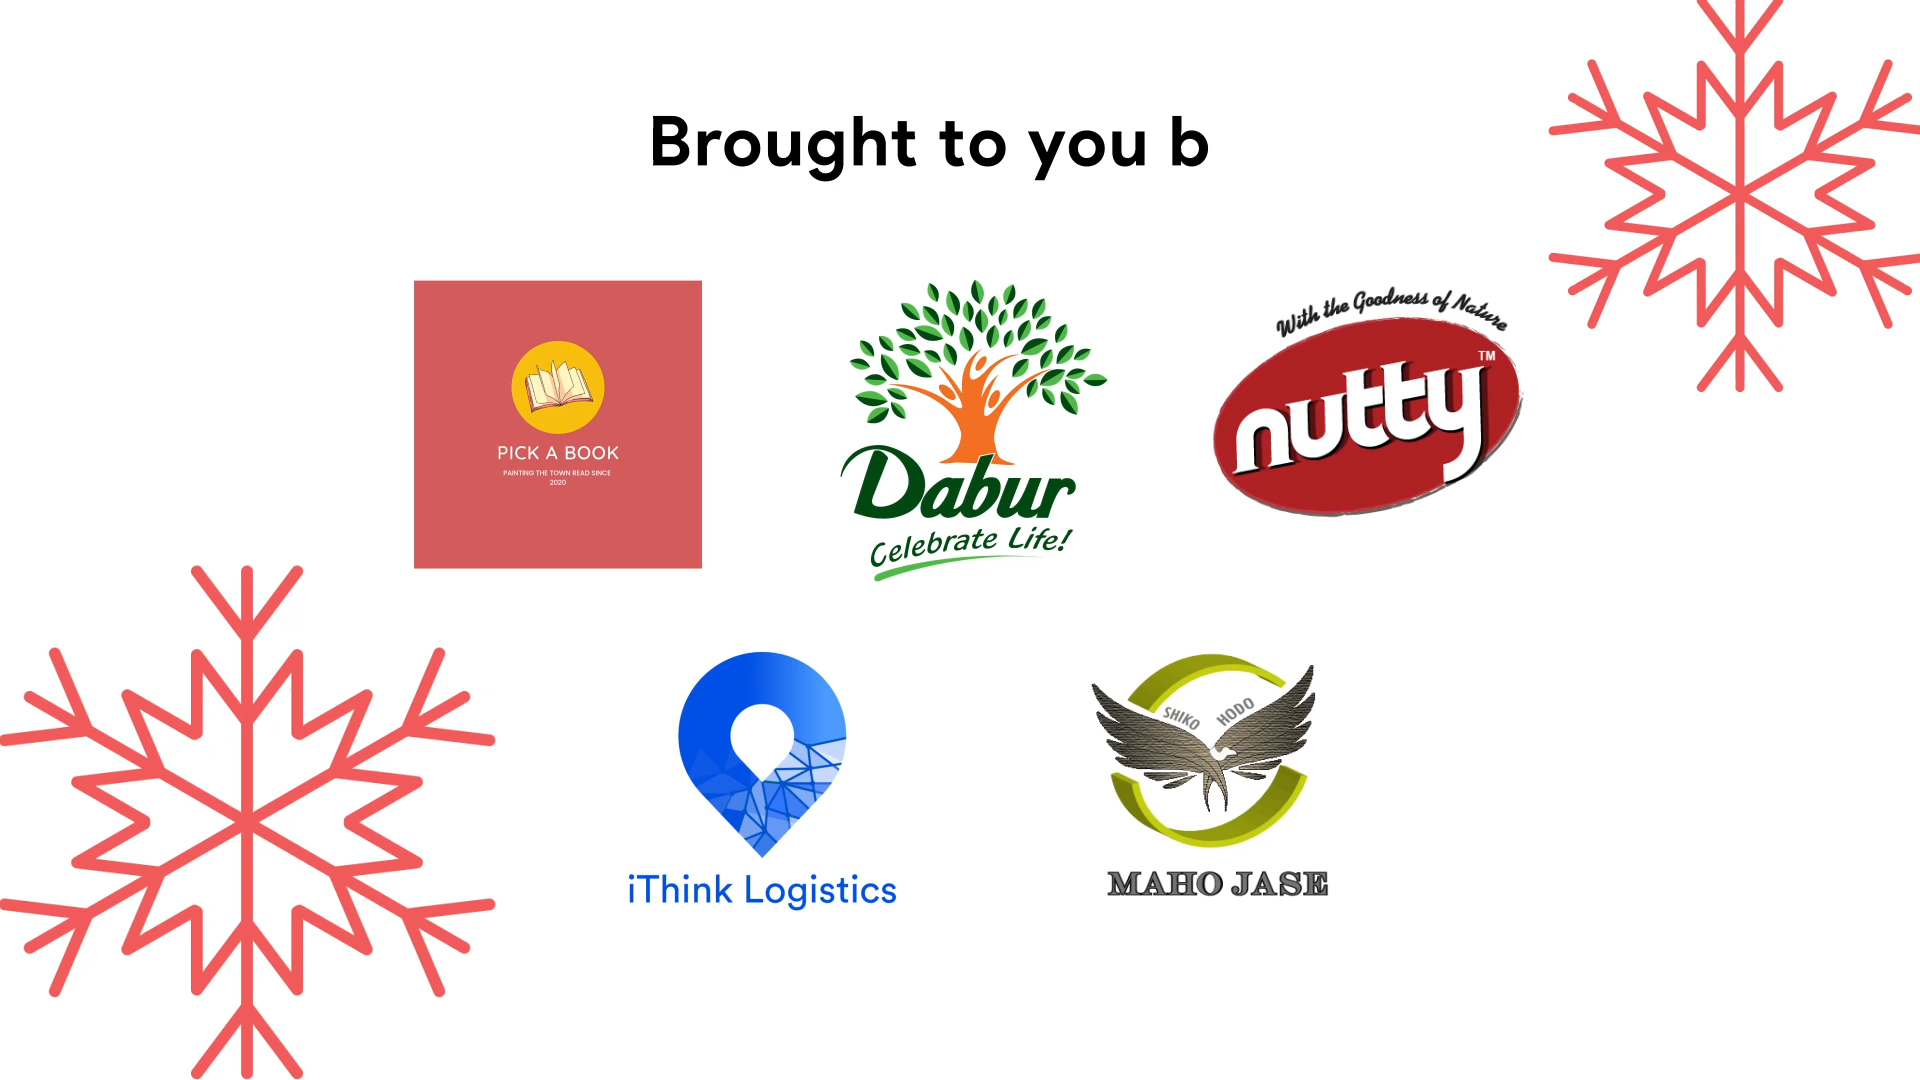 Brought to you b
PICK A BOOK
PAINTING THE TOWN READ SINCE
2020
Dabur
Celebrate Life!
With the Goodness of Nature
nutty TM
iThink Logistics
SHIKO HODO
MAHO JASE